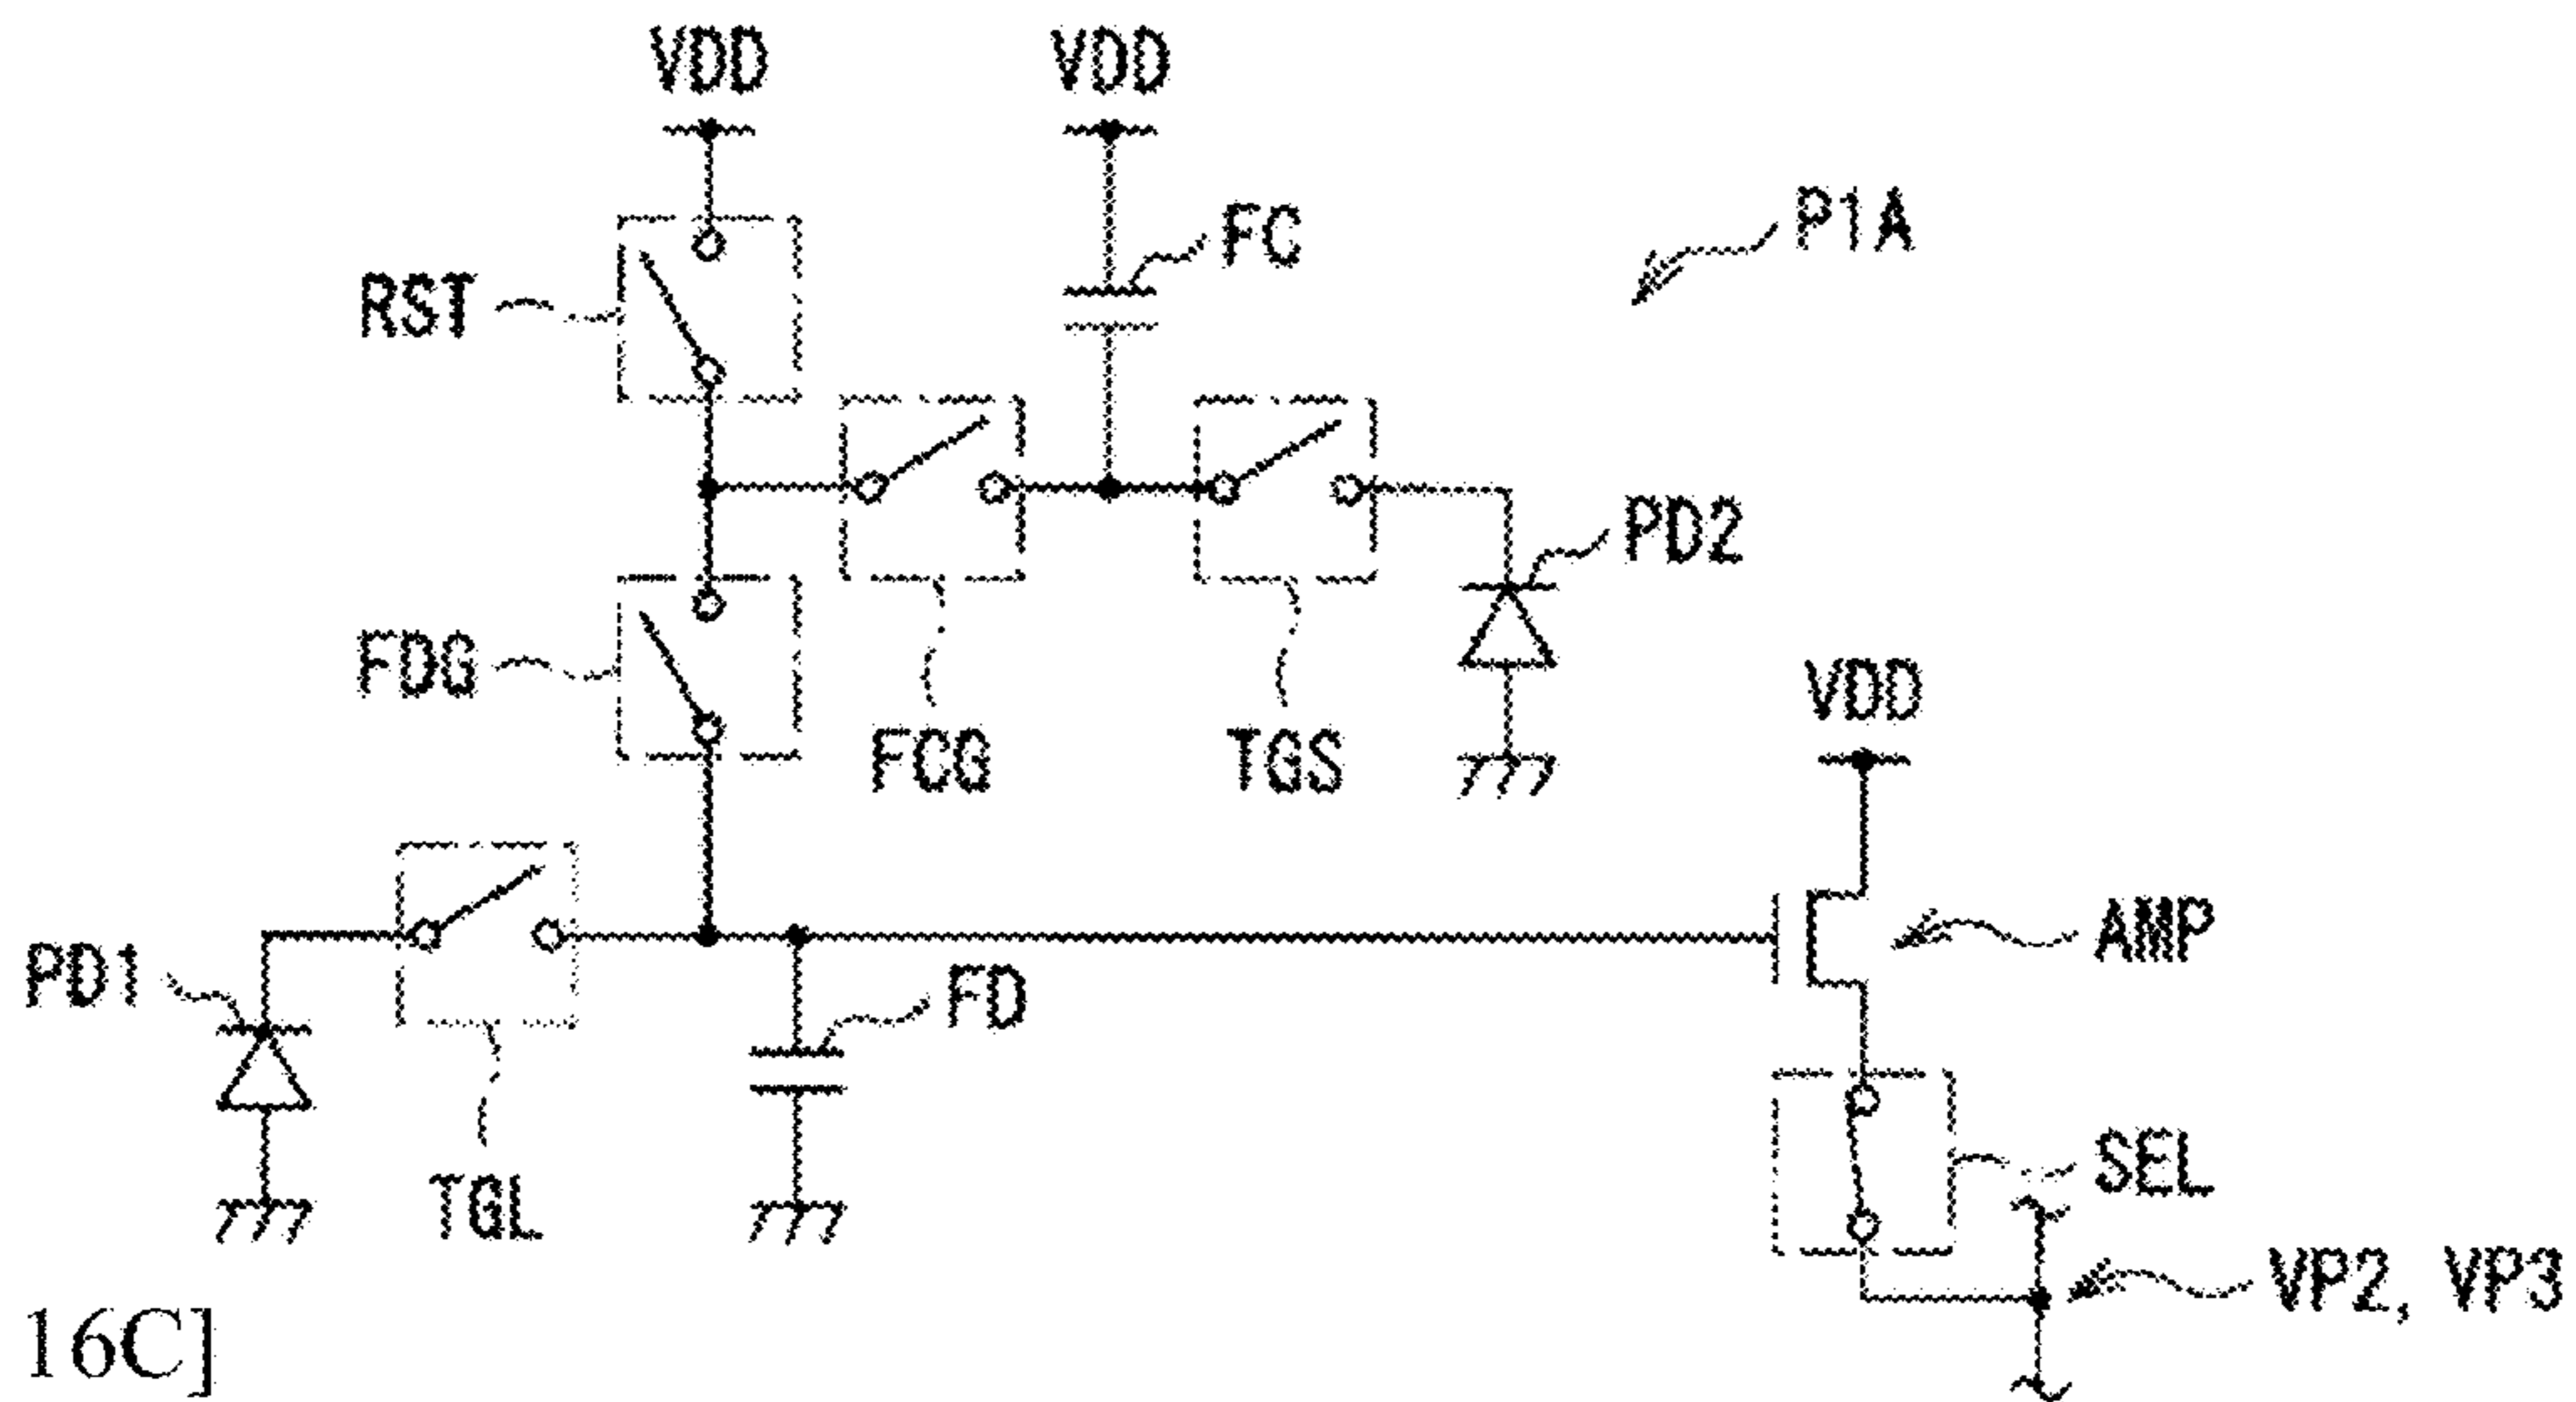 VDD VDD
P1A
FC
RST
PD2
FDG
VDD
FCG TGS
AMP
PD1
FD
SEL
TGL
VP2, VP3
16C]